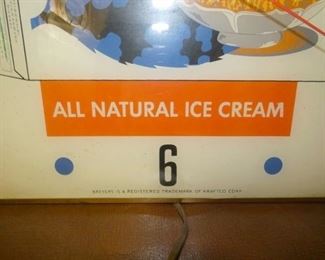 ALL NATURAL ICE CREAM
6
BREYERS IS A REGISTERED TRADEMARK OF KRAFTCO CORP.